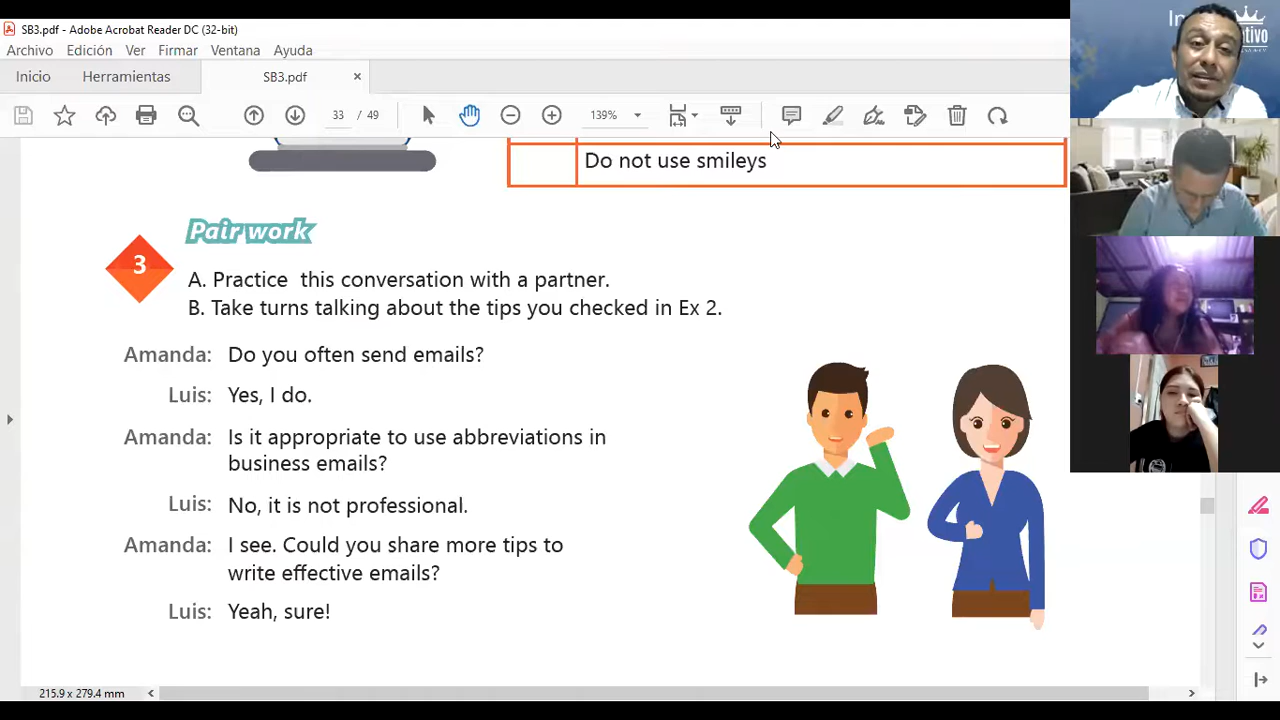 SB3.pdf - Adobe Acrobat Reader DC (32-bit)
Archivo Edición Ver Firmar Ventana Ayuda
Inicio Herramientas SB3.pdf ×
33 / 49 139%
Do not use smileys
Pair work
3
A. Practice this conversation with a partner.
B. Take turns talking about the tips you checked in Ex 2.
Amanda: Do you often send emails?
Luis: Yes, I do.
Amanda: Is it appropriate to use abbreviations in
business emails?
Luis: No, it is not professional.
Amanda: I see. Could you share more tips to
write effective emails?
Luis: Yeah, sure!
215.9 x 279.4 mm